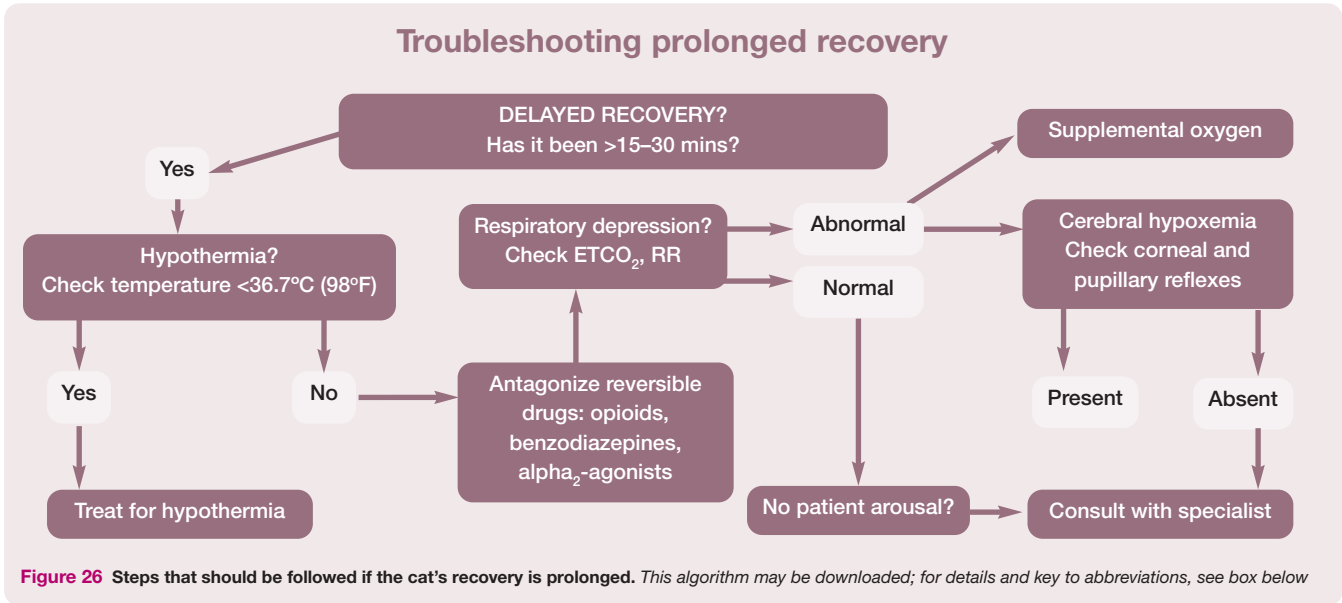 Troubleshooting prolonged recovery
DELAYED RECOVERY?
Has it been >15–30 mins?
Yes
Hypothermia?
Check temperature <36.7ºC (98ºF)
Yes
No
Treat for hypothermia
Antagonize reversible
drugs: opioids,
benzodiazepines,
alpha₂-agonists
Respiratory depression?
Check ETCO₂, RR
Abnormal
Normal
Supplemental oxygen
Cerebral hypoxemia
Check corneal and
pupillary reflexes
Present
Absent
No patient arousal?
Consult with specialist
Figure 26 Steps that should be followed if the cat’s recovery is prolonged. This algorithm may be downloaded; for details and key to abbreviations, see box below